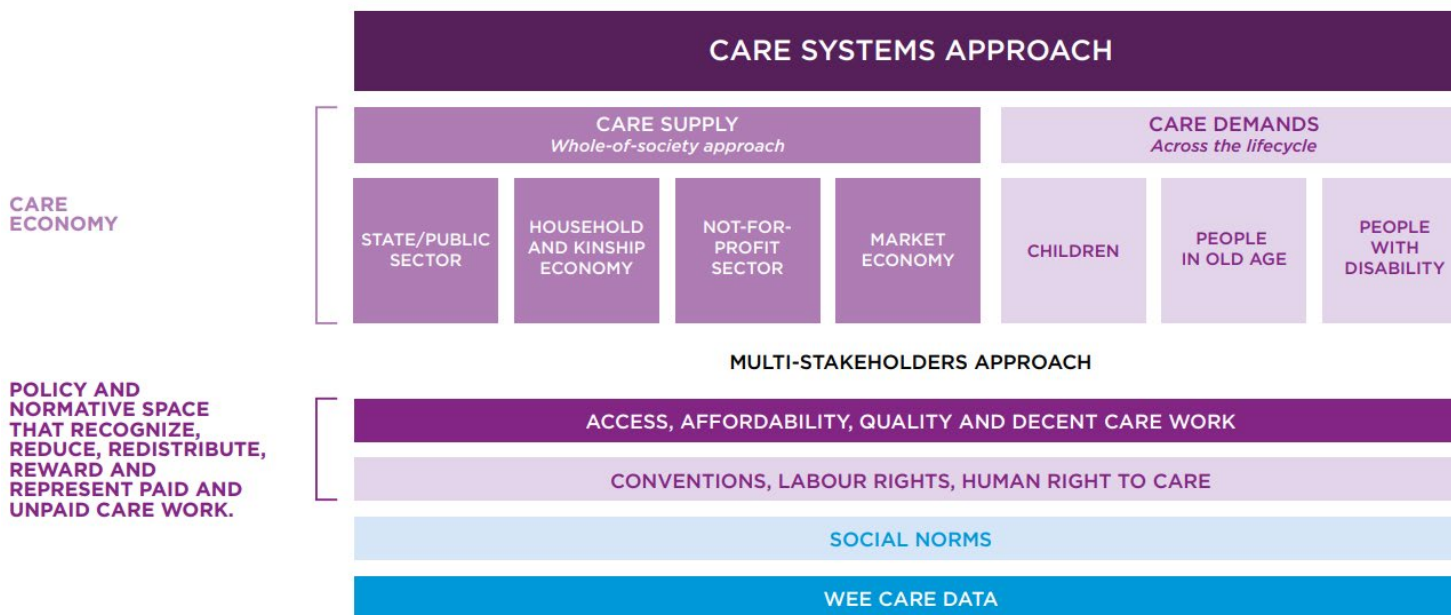 CARE SYSTEMS APPROACH
CARE SUPPLY
Whole-of-society approach
CARE DEMANDS
Across the lifecycle
CARE
ECONOMY
STATE/PUBLIC
SECTOR
HOUSEHOLD
AND KINSHIP
ECONOMY
NOT-FOR-
PROFIT
SECTOR
MARKET
ECONOMY
CHILDREN
PEOPLE
IN OLD AGE
PEOPLE
WITH
DISABILITY
MULTI-STAKEHOLDERS APPROACH
POLICY AND
NORMATIVE SPACE
THAT RECOGNIZE,
REDUCE, REDISTRIBUTE,
REWARD AND
REPRESENT PAID AND
UNPAID CARE WORK.
ACCESS, AFFORDABILITY, QUALITY AND DECENT CARE WORK
CONVENTIONS, LABOUR RIGHTS, HUMAN RIGHT TO CARE
SOCIAL NORMS
WEE CARE DATA